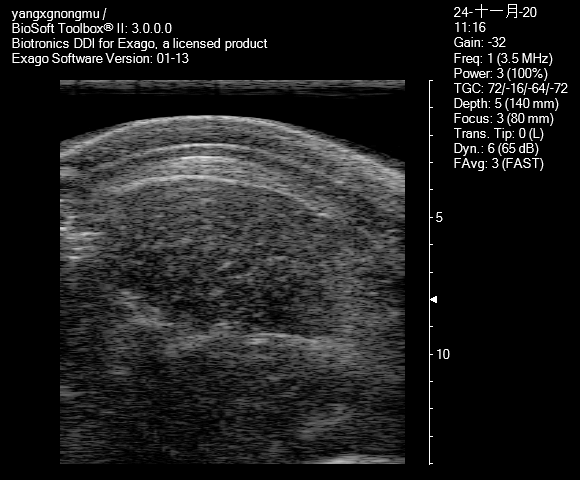 yangxgnongmu /
BioSoft Toolbox® II: 3.0.0.0
Biotronics DDI for Exago, a licensed product
Exago Software Version: 01-13
24-十一月-20
11:16
Gain: -32
Freq: 1 (3.5 MHz)
Power: 3 (100%)
TGC: 72/-16/-64/-72
Depth: 5 (140 mm)
Focus: 3 (80 mm)
Trans. Tip: 0 (L)
Dyn.: 6 (65 dB)
FAvg: 3 (FAST)
5
10